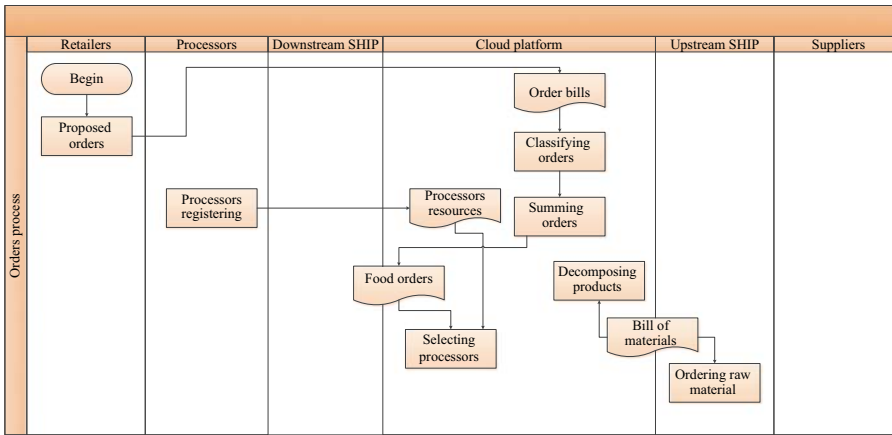 Retailers
Processors
Downstream SHIP
Cloud platform
Upstream SHIP
Suppliers
Orders process
Begin
Order bills
Proposed
orders
Classifying
orders
Processors
registering
Processors
resources
Summing
orders
Food orders
Decomposing
products
Selecting
processors
Bill of
materials
Ordering raw
material